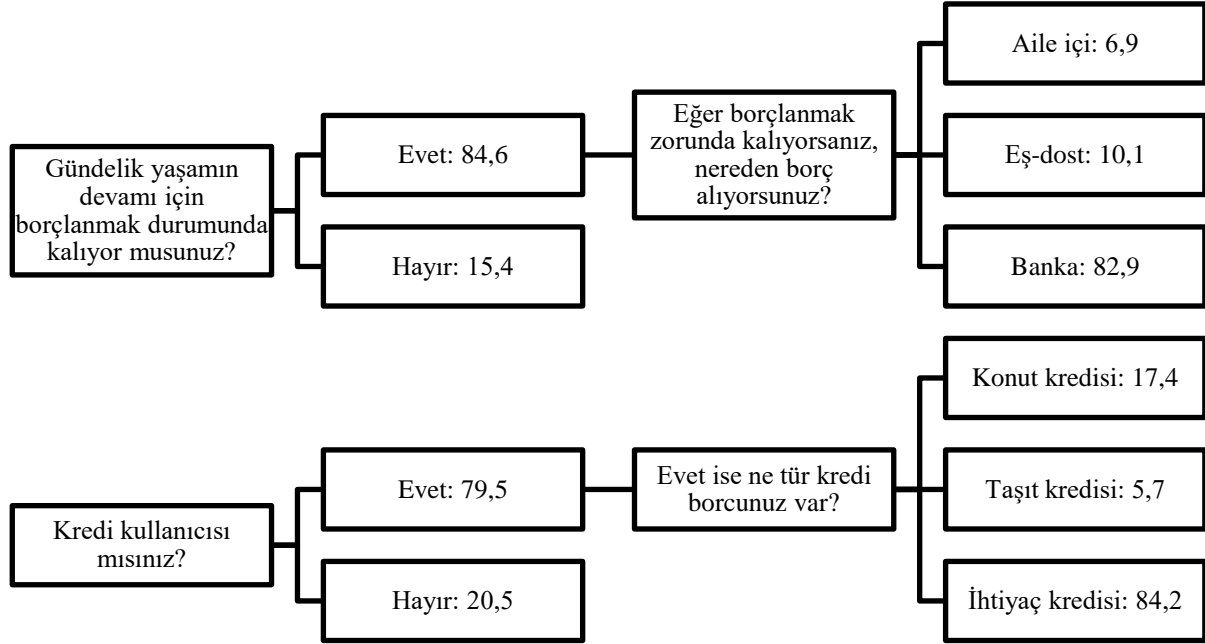 Gündelik yaşamın
devamı için
borçlanmak durumunda
kalıyor musunuz?
Evet: 84,6
Hayır: 15,4
Eğer borçlanmak
zorunda kalıyorsanız,
nereden borç
alıyorsunuz?
Aile içi: 6,9
Eş-dost: 10,1
Banka: 82,9
Kredi kullanıcısı
mısınız?
Evet: 79,5
Hayır: 20,5
Evet ise ne tür kredi
borcunuz var?
Konut kredisi: 17,4
Taşıt kredisi: 5,7
İhtiyaç kredisi: 84,2